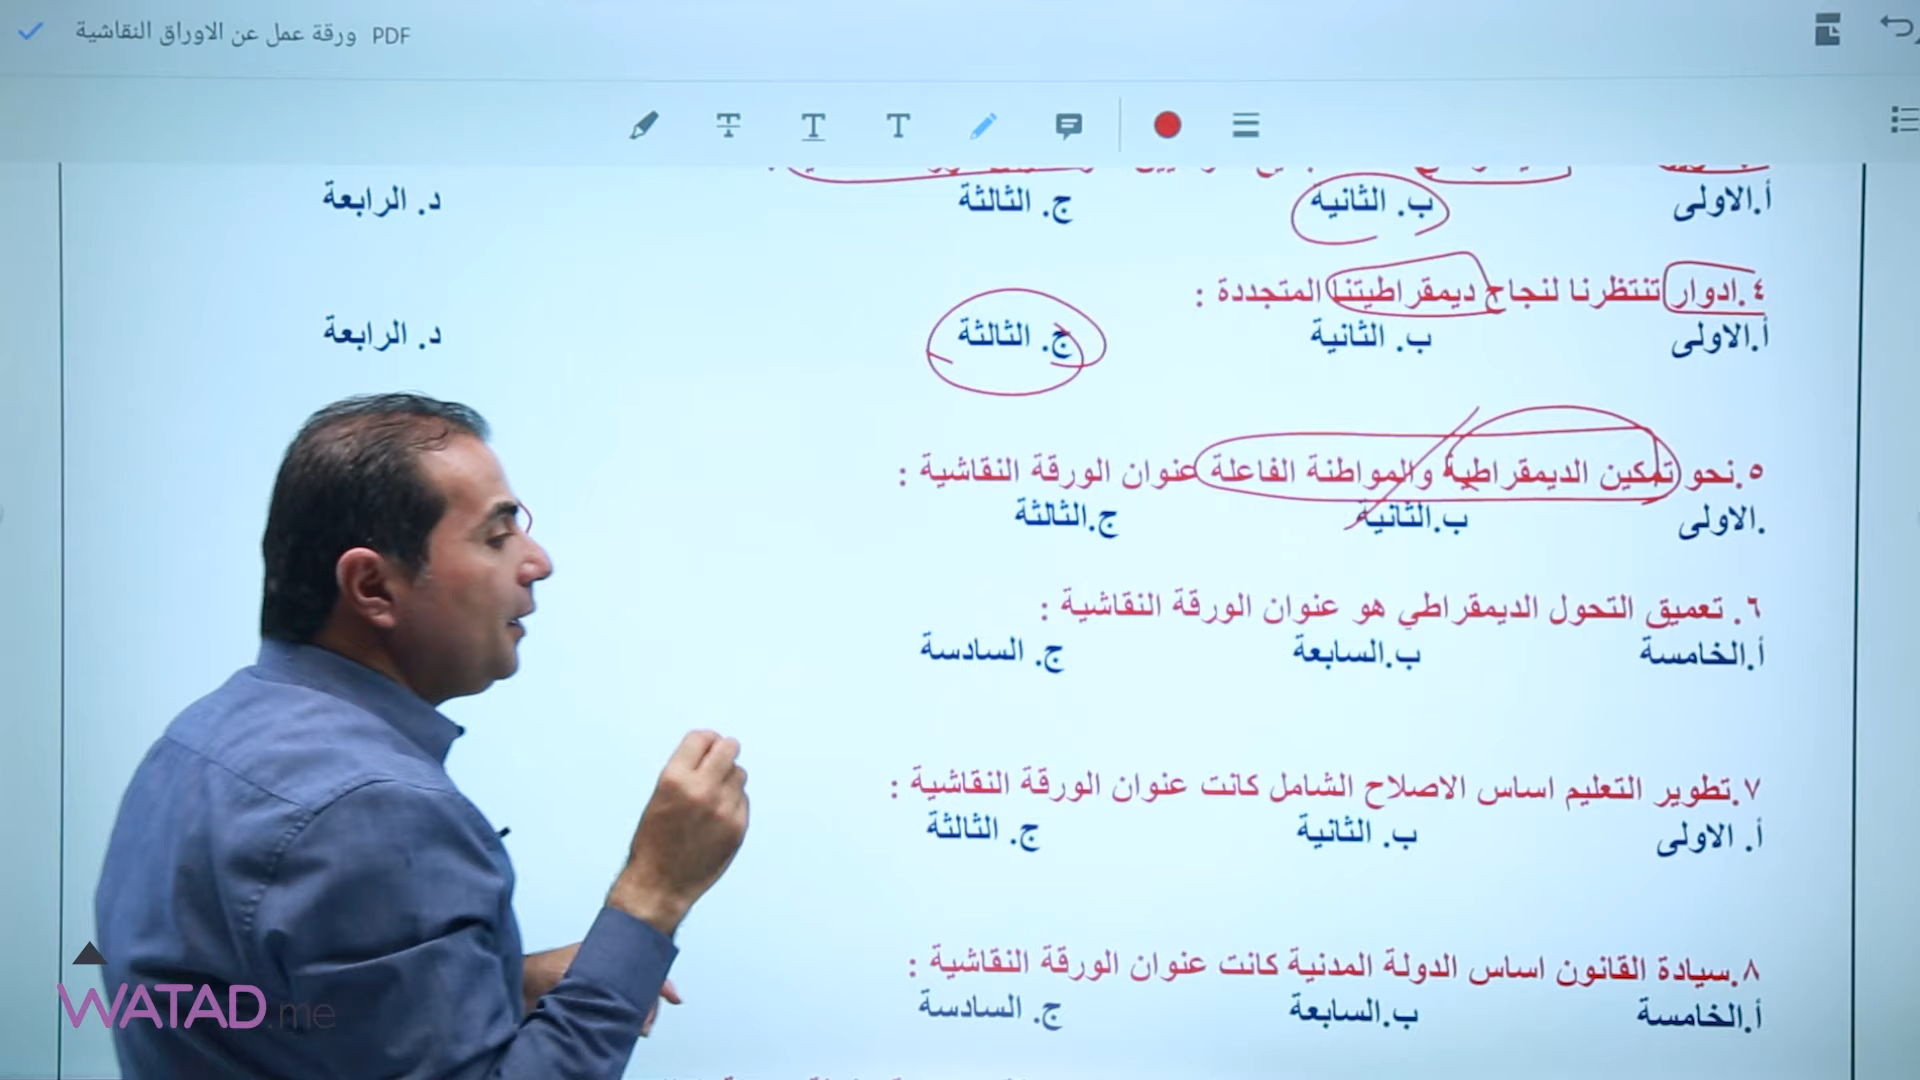 ورقة عمل عن الاوراق النقاشية PDF
أ.الاولى ب. الثانية ج. الثالثة د. الرابعة
٤.ادوار تنتظرنا لنجاح ديمقراطيتنا المتجددة :
أ.الاولى ب. الثانية ج. الثالثة د. الرابعة
٥.نحو تمكين الديمقراطية والمواطنة الفاعلة عنوان الورقة النقاشية :
.الاولى ب.الثانية ج.الثالثة
٦. تعميق التحول الديمقراطي هو عنوان الورقة النقاشية :
أ.الخامسة ب.السابعة ج. السادسة
٧.تطوير التعليم اساس الاصلاح الشامل كانت عنوان الورقة النقاشية :
أ. الاولى ب. الثانية ج. الثالثة
٨.سيادة القانون اساس الدولة المدنية كانت عنوان الورقة النقاشية :
أ.الخامسة ب.السابعة ج. السادسة
WATAD.me